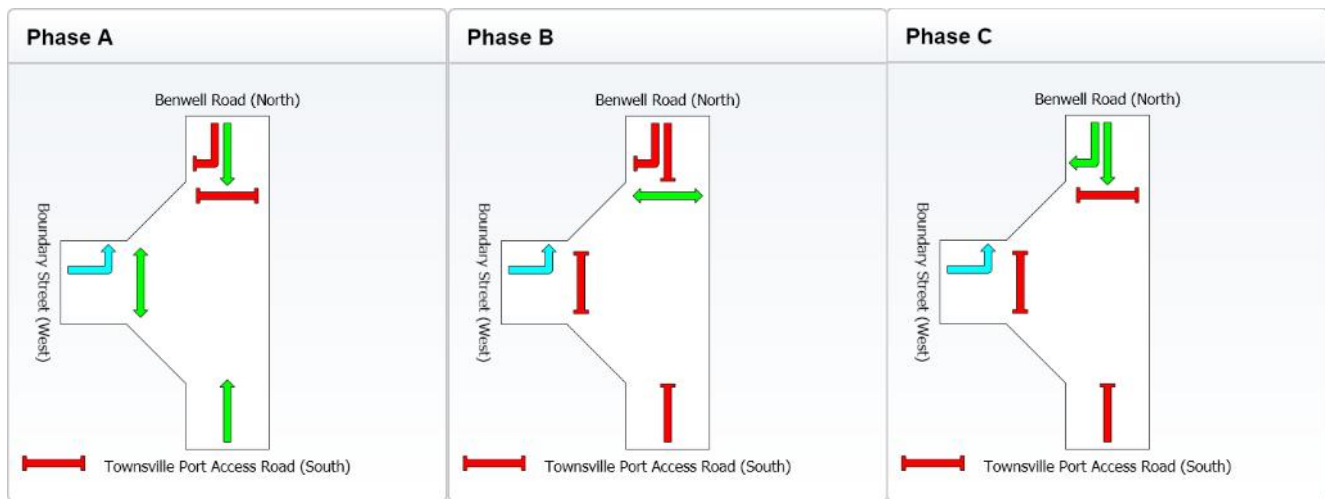 Phase A
Benwell Road (North)
Boundary Street (West)
Townsville Port Access Road (South)
Phase B
Benwell Road (North)
Boundary Street (West)
Townsville Port Access Road (South)
Phase C
Benwell Road (North)
Boundary Street (West)
Townsville Port Access Road (South)